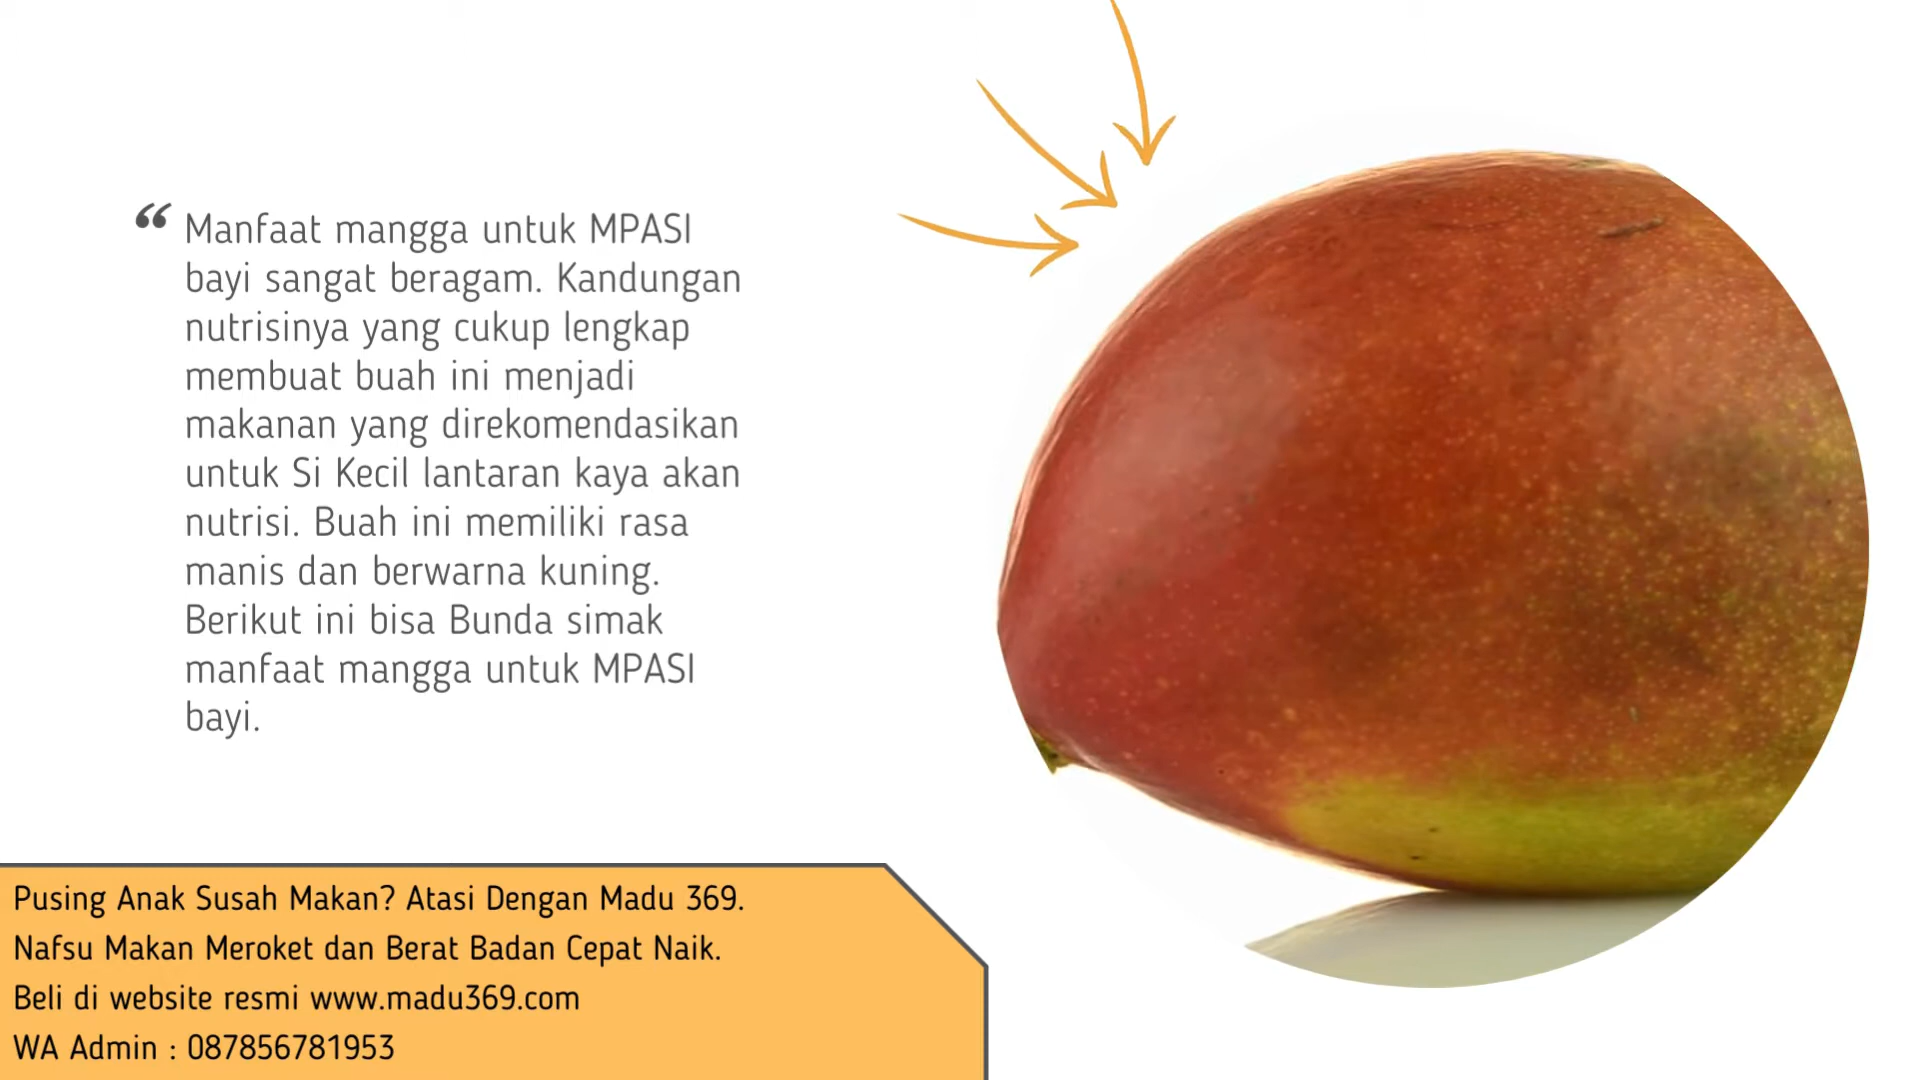 “ Manfaat mangga untuk MPASI
bayi sangat beragam. Kandungan
nutrisinya yang cukup lengkap
membuat buah ini menjadi
makanan yang direkomendasikan
untuk Si Kecil lantaran kaya akan
nutrisi. Buah ini memiliki rasa
manis dan berwarna kuning.
Berikut ini bisa Bunda simak
manfaat mangga untuk MPASI
bayi.
Pusing Anak Susah Makan? Atasi Dengan Madu 369.
Nafsu Makan Meroket dan Berat Badan Cepat Naik.
Beli di website resmi www.madu369.com
WA Admin : 087856781953